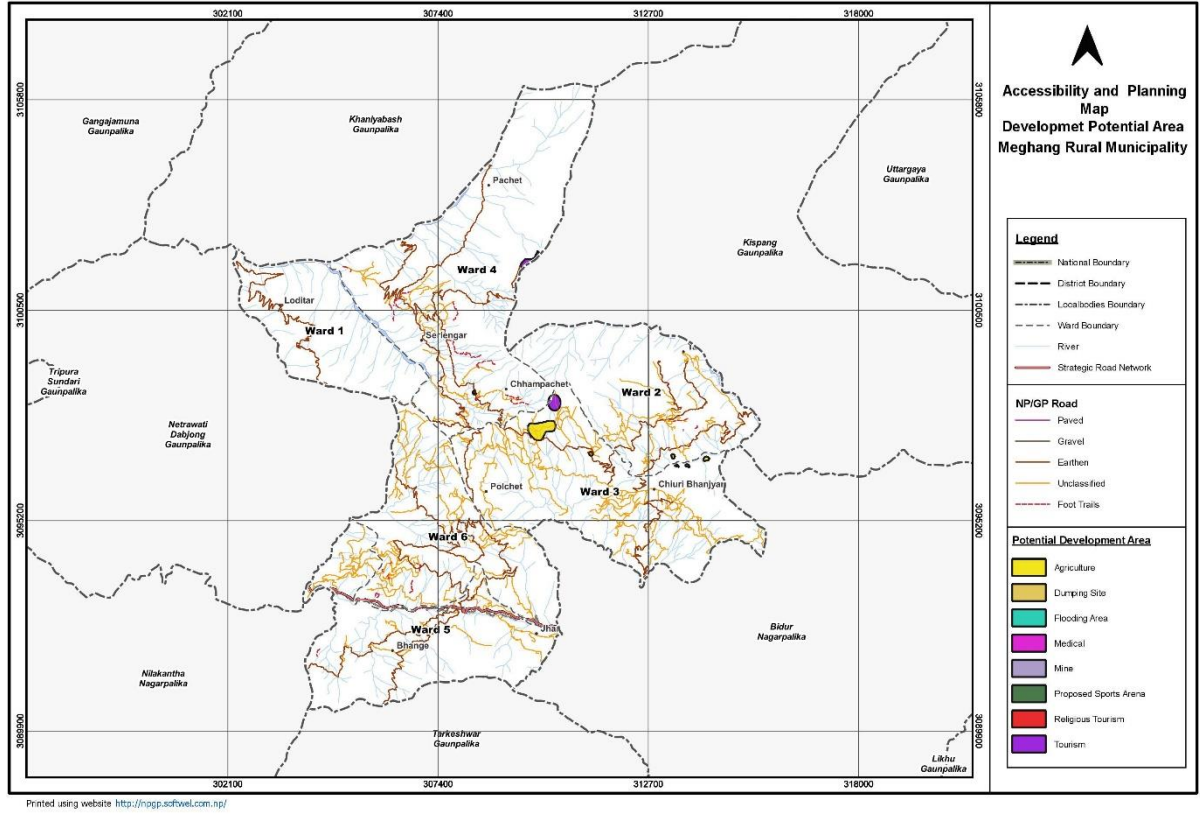 302100
307400
312700
318000
3105800
3105800
Gangajamuna
Gaunpalika
Khaniyabash
Gaunpalika
Uttargaya
Gaunpalika
Pachet
Kispang
Gaunpalika
Ward 4
3100500
3100500
Loditar
Ward 1
Serlengar
Tripura
Sundari
Gaunpalika
Chhampachet
Ward 2
Netrawati
Dabjong
Gaunpalika
Polchet
Ward 3
Chiuri Bhanjyan
3095200
3095200
Ward 6
Ward 5
Jhar
Bhange
Bidur
Nagarpalika
Nilakantha
Nagarpalika
3089900
3089900
Tarkeshwar
Gaunpalika
Likhu
Gaunpalika
302100
307400
312700
318000
Accessibility and Planning
Map
Developmet Potential Area
Meghang Rural Municipality
Legend
National Boundary
District Boundary
Localbodies Boundary
Ward Boundary
River
Strategic Road Network
NP/GP Road
Paved
Gravel
Earthen
Unclassified
Foot Trails
Potential Development Area
Agriculture
Dumping Site
Flooding Area
Medical
Mine
Proposed Sports Arena
Religious Tourism
Tourism
Printed using website http://npgp.softwel.com.np/